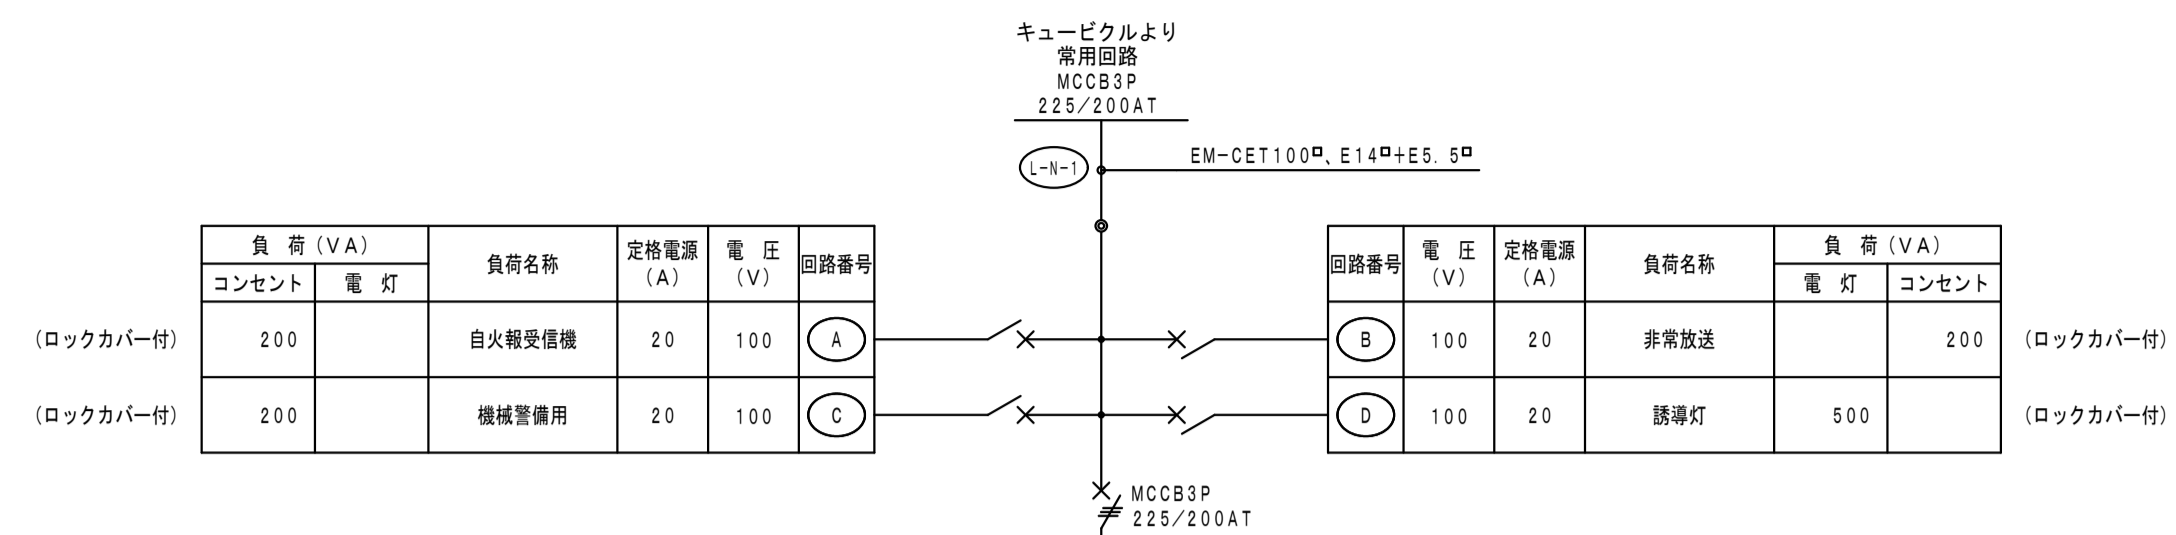 キュービクルより
常用回路
MCCB3P
225/200AT
L-N-1
EM-CET100□、E14□+E5.5□
負 荷(VA) 負荷名称 定格電源(A) 電 圧(V) 回路番号
コンセント 電 灯
(ロックカバー付) 200 自火報受信機 20 100 A
(ロックカバー付) 200 機械警備用 20 100 C
回路番号 電 圧(V) 定格電源(A) 負荷名称 負 荷(VA)
電 灯 コンセント
B 100 20 非常放送 200 (ロックカバー付)
D 100 20 誘導灯 500 (ロックカバー付)
MCCB3P
225/200AT